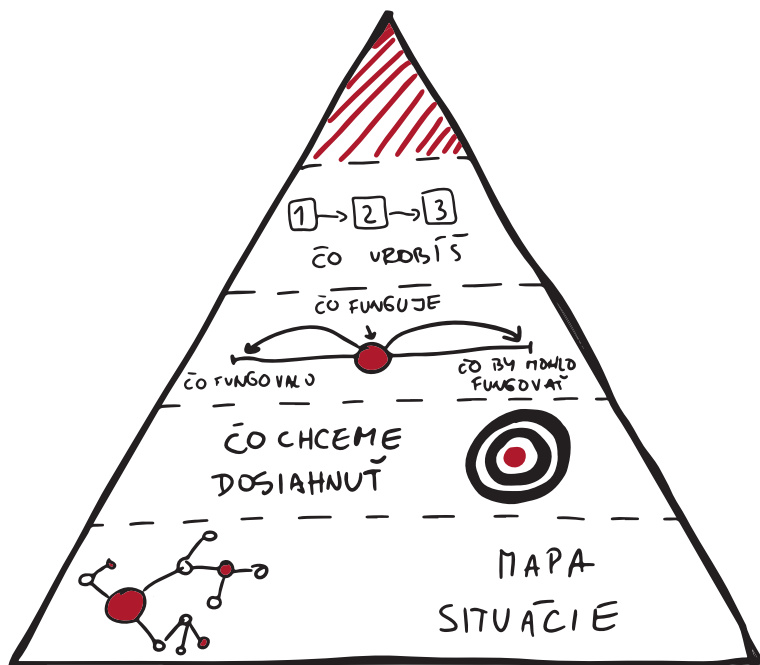 1 → 2 → 3
ČO UROBÍŠ
ČO FUNGUJE
ČO FUNGOVALO
ČO BY MOHLO
FUNGOVAŤ
ČO CHCEME
DOSIAHNUŤ
MAPA
SITUÁCIE